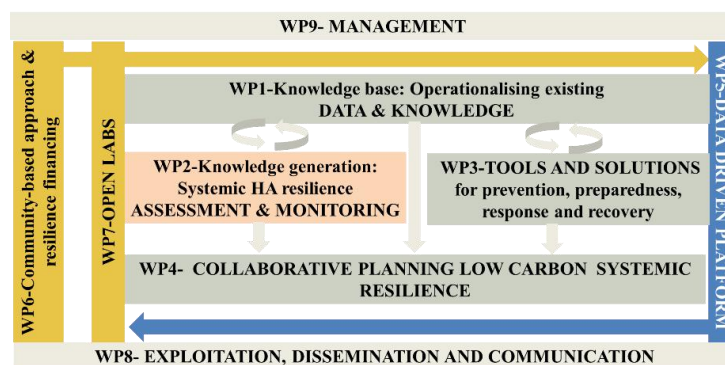 WP9- MANAGEMENT
WP6-Community-based approach &
resilience financing
WP7-OPEN LABS
WP1-Knowledge base: Operationalising existing
DATA & KNOWLEDGE
WP2-Knowledge generation:
Systemic HA resilience
ASSESSMENT & MONITORING
WP3-TOOLS AND SOLUTIONS
for prevention, preparedness,
response and recovery
WP4- COLLABORATIVE PLANNING LOW CARBON SYSTEMIC
RESILIENCE
WP5-DATA DRIVEN PLATFORM
WP8- EXPLOITATION, DISSEMINATION AND COMMUNICATION